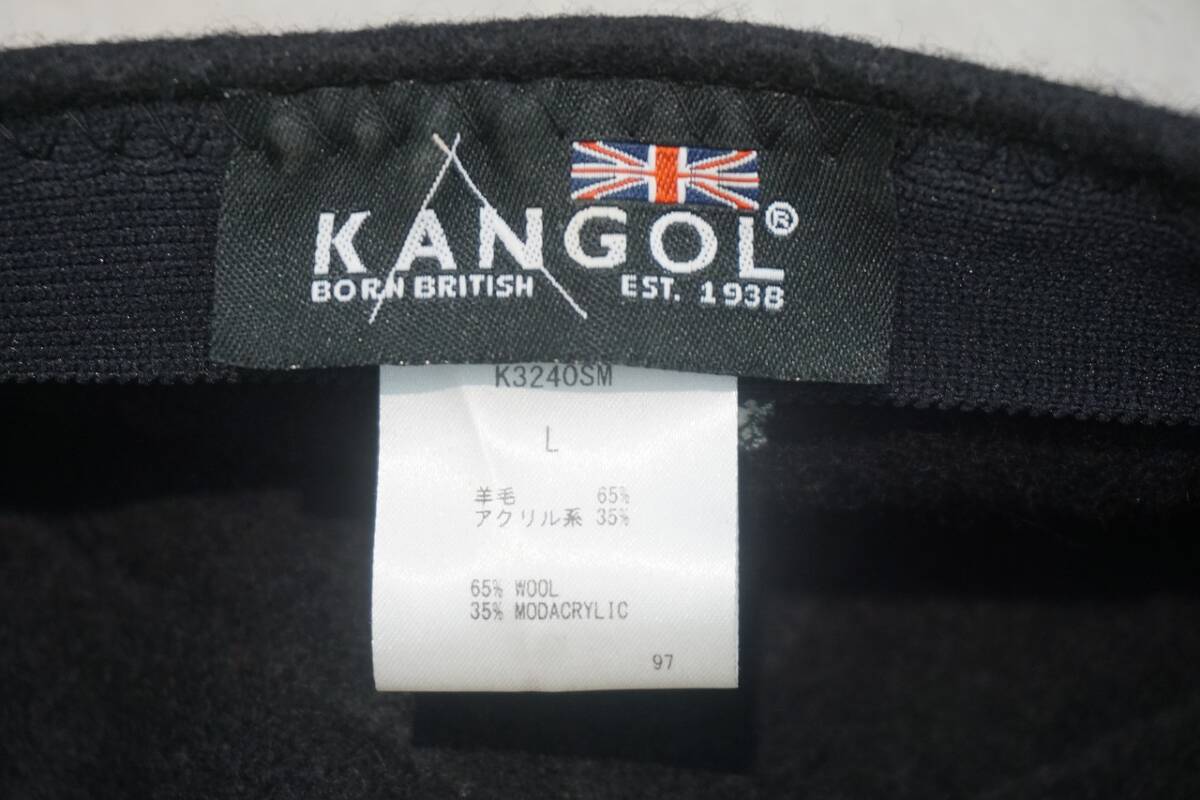 KANGOL®
BORN BRITISH EST. 1938
K3240SM
L
羊毛 65%
アクリル系 35%
65% WOOL
35% MODACRYLIC
97